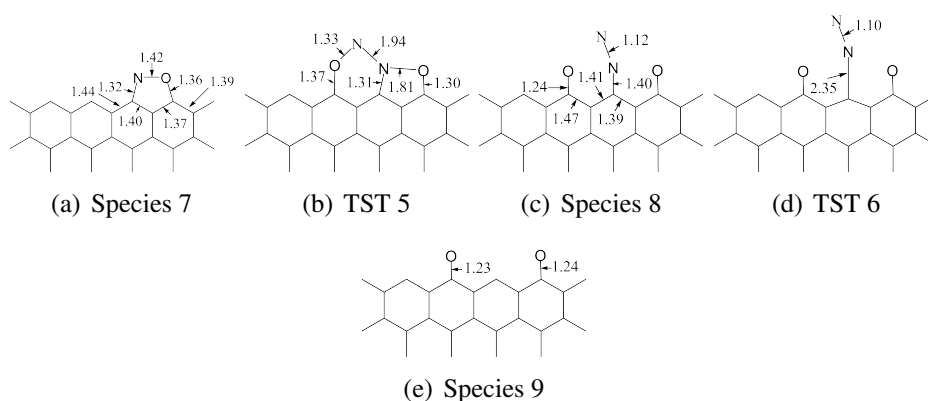 1.42
N
O
1.36
1.32
1.39
1.44
1.40
1.37
(a) Species 7
1.33
N
1.94
O
N
O
1.37
1.31
1.81
1.30
(b) TST 5
N
1.12
O
N
O
1.24
1.41
1.40
1.47
1.39
(c) Species 8
N
1.10
N
O
O
2.35
(d) TST 6
O
1.23
O
1.24
(e) Species 9